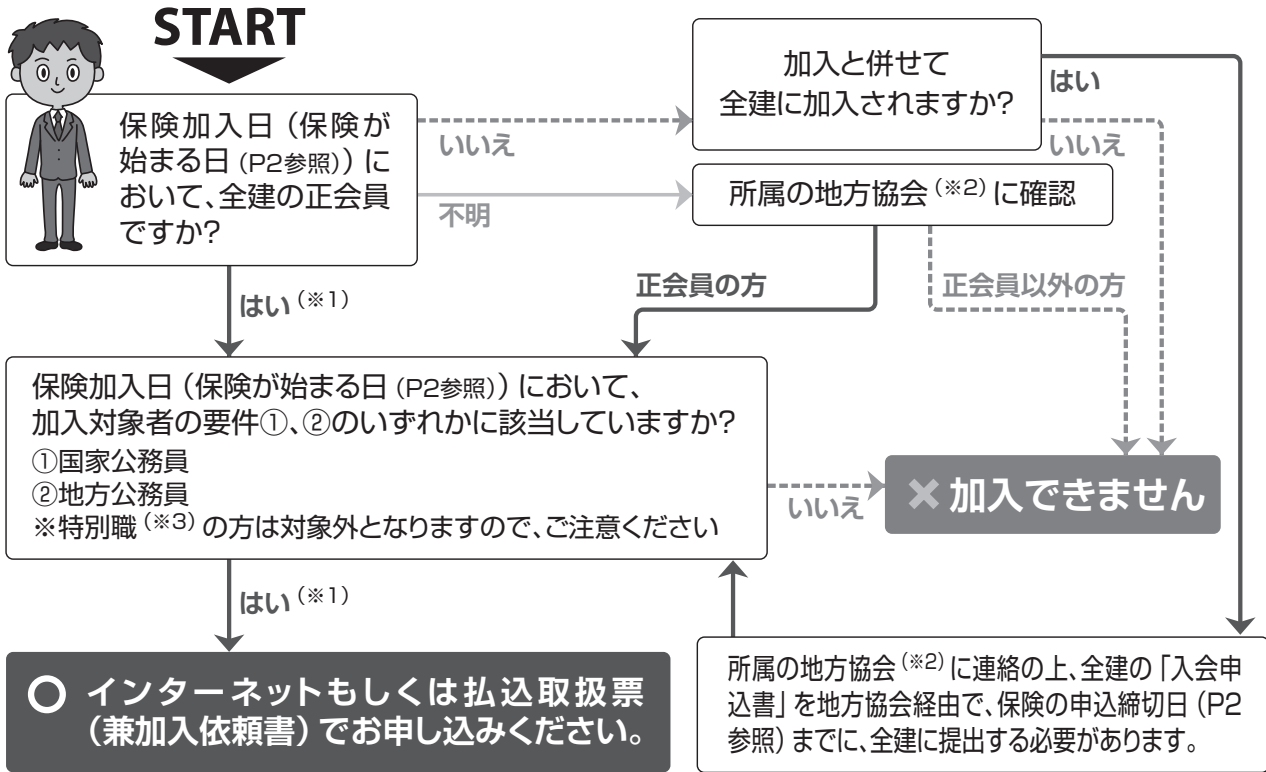 START
保険加入日（保険が
始まる日（P2参照））に
おいて、全建の正会員
ですか？
いいえ
不明
加入と併せて
全建に加入されますか？
はい
いいえ
所属の地方協会（※2）に確認
はい（※1）
正会員の方
正会員以外の方
保険加入日（保険が始まる日（P2参照））において、
加入対象者の要件①、②のいずれかに該当していますか？
①国家公務員
②地方公務員
※特別職（※3）の方は対象外となりますので、ご注意ください
いいえ
✖加入できません
はい（※1）
○ インターネットもしくは払込取扱票
（兼加入依頼書）でお申し込みください。
所属の地方協会（※2）に連絡の上、全建の「入会申
込書」を地方協会経由で、保険の申込締切日（P2
参照）までに、全建に提出する必要があります。